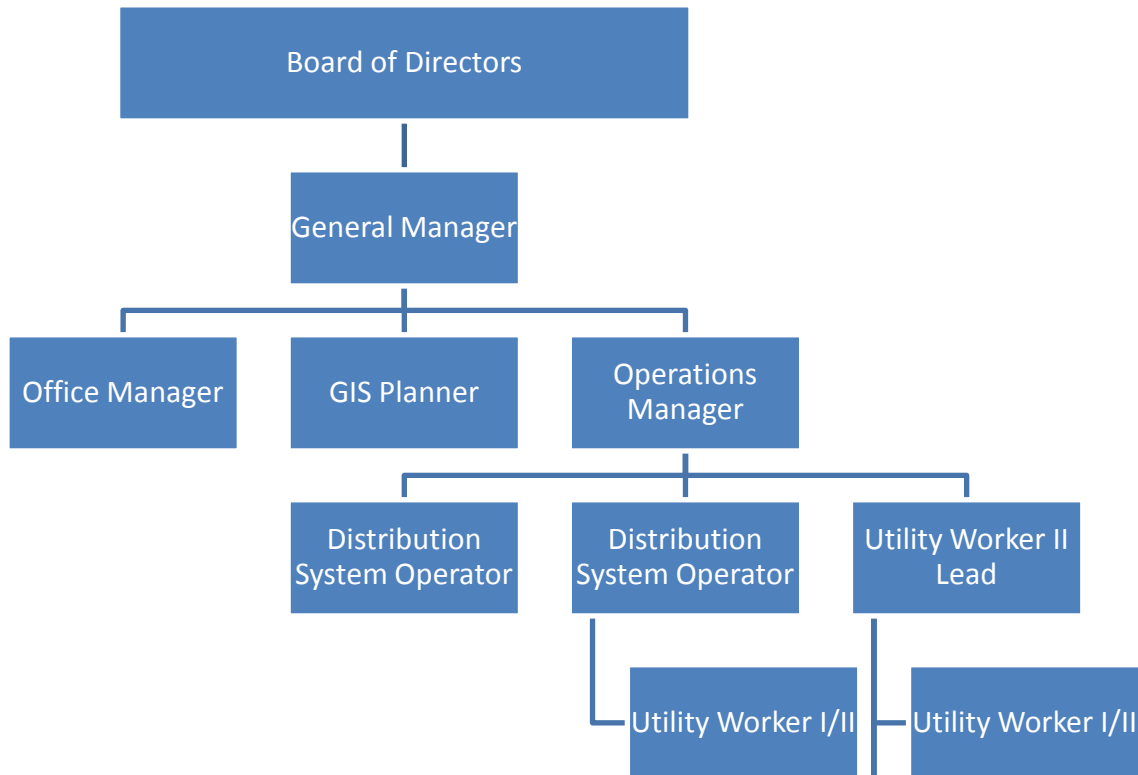 Board of Directors
General Manager
Office Manager
GIS Planner
Operations
Manager
Distribution
System Operator
Distribution
System Operator
Utility Worker II
Lead
Utility Worker I/II
Utility Worker I/II